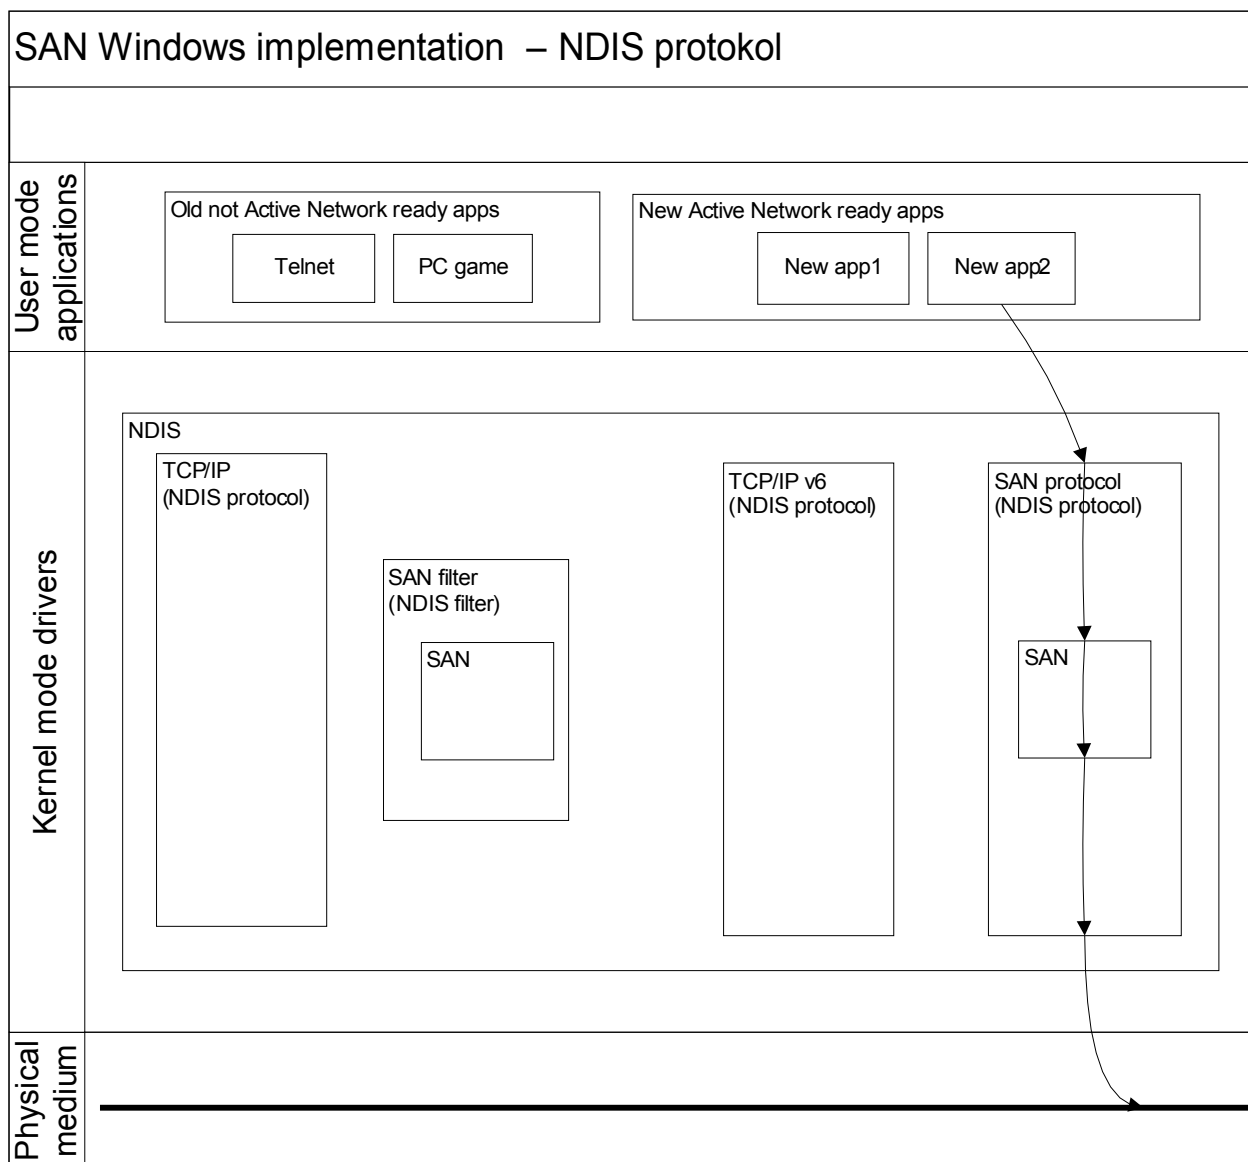 SAN Windows implementation – NDIS protokol
User mode
applications
Old not Active Network ready apps
Telnet
PC game
New Active Network ready apps
New app1
New app2
Kernel mode drivers
NDIS
TCP/IP
(NDIS protocol)
SAN filter
(NDIS filter)
SAN
TCP/IP v6
(NDIS protocol)
SAN protocol
(NDIS protocol)
SAN
Physical
medium